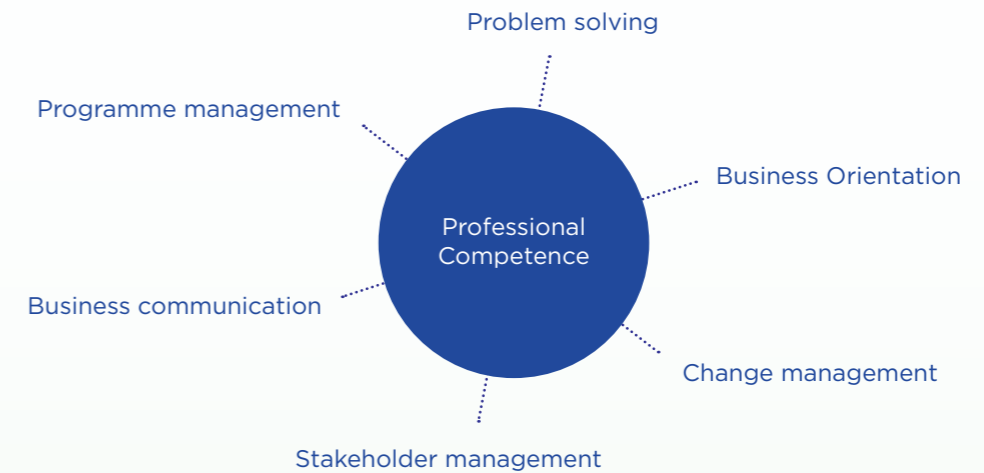 Problem solving
Programme management
Business Orientation
Professional
Competence
Business communication
Change management
Stakeholder management